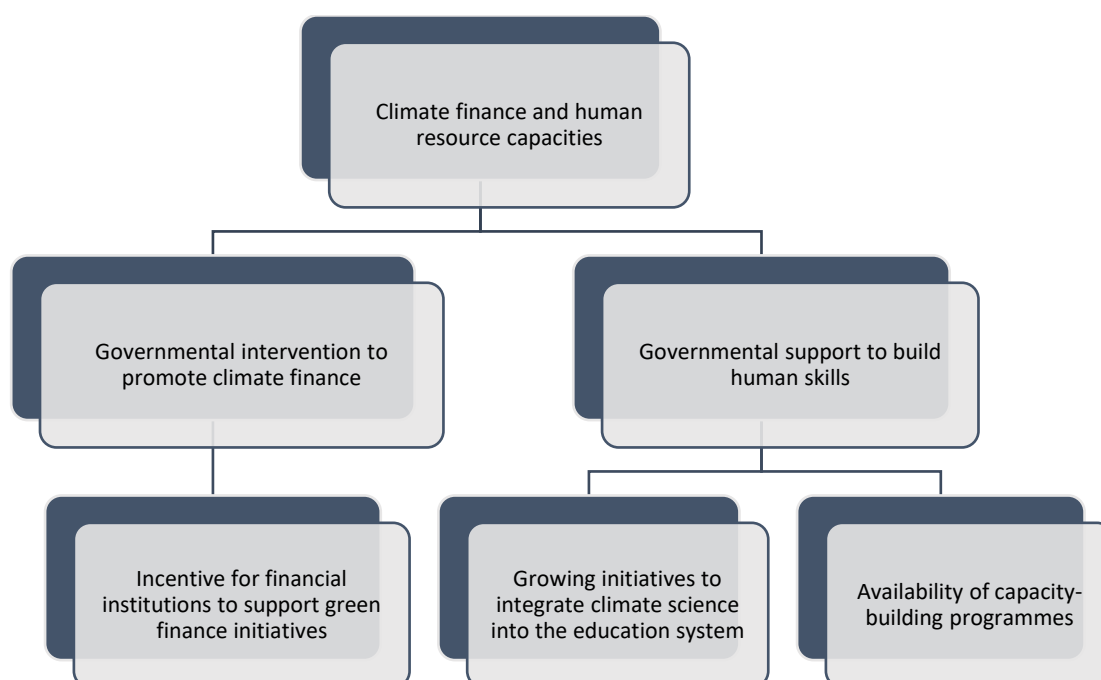 Climate finance and human
resource capacities
Governmental intervention to
promote climate finance
Governmental support to build
human skills
Incentive for financial
institutions to support green
finance initiatives
Growing initiatives to
integrate climate science
into the education system
Availability of capacity-
building programmes